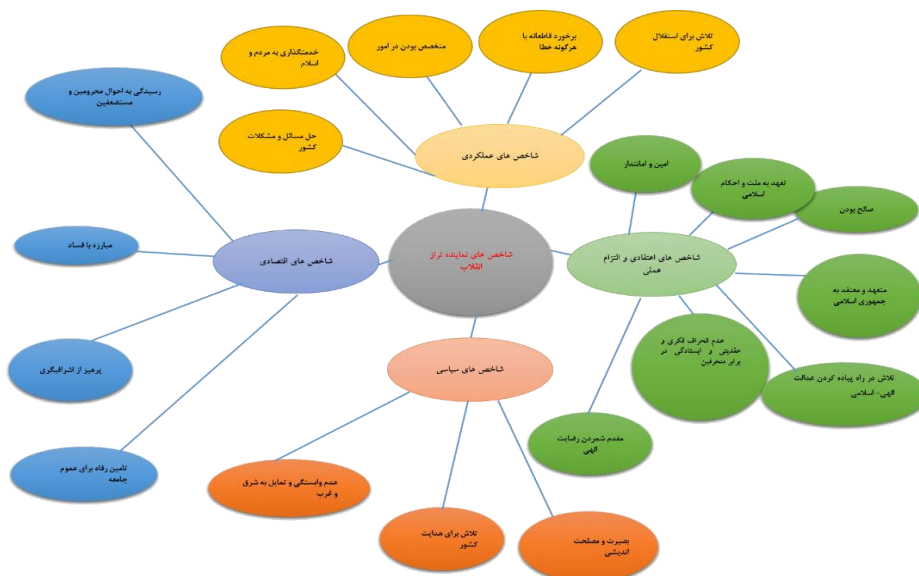 تلاش برای استقلال
کشور
برخورد قاطعانه با
هرگونه خطا
متخصص بودن در امور
خدمتگذاری به مردم و
اسلام
حل مسائل و مشکلات
کشور
شاخص های عملکردی
رسیدگی به احوال محرومین و
مستضعفین
امین و امانتدار
تعهد به ملت و احکام
اسلامی
صالح بودن
شاخص های نماینده تراز
انقلاب
شاخص های اعتقادی و التزام
عملی
شاخص های اقتصادی
مبارزه با فساد
متعهد و معتقد به
جمهوری اسلامی
عدم انحراف فکری و
عقدیتی و ایستادگی در
برابر منحرفین
تلاش در راه پیاده کردن عدالت
الهی- اسلامی
پرهیز از اشرافیگری
شاخص های سیاسی
مقدم شمردن رضایت
الهی
تامین رفاه برای عموم
جامعه
عدم وابستگی و تمایل به شرق
و غرب
تلاش برای هدایت
کشور
بصیرت و مصلحت
اندیشی